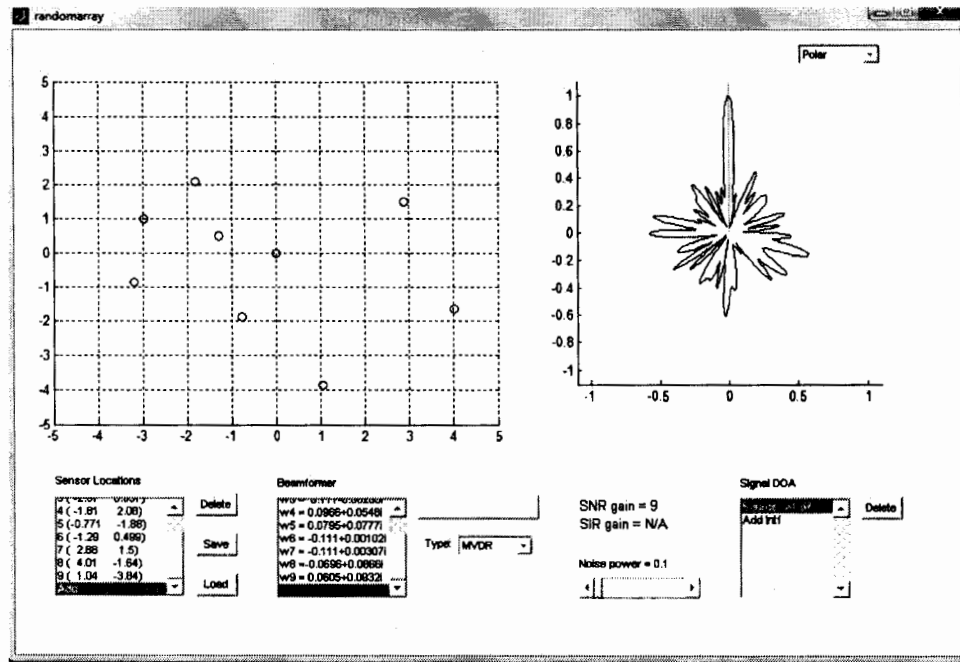 randomarray
Polar
5
4
3
2
1
0
-1
-2
-3
-4
-5
-5 -4 -3 -2 -1 0 1 2 3 4 5
1
0.8
0.6
0.4
0.2
0
-0.2
-0.4
-0.6
-0.8
-1
-1 -0.5 0 0.5 1
Sensor Locations
4 ( -1.81 2.08)
5 (-0.771 -1.88)
6 ( -1.29 0.499)
7 ( 2.88 1.5)
8 ( 4.01 -1.64)
9 ( 1.04 -3.84)
Add
Delete
Save
Load
Beamformer
w4 = 0.0966+0.0548i
w5 = 0.0795+0.0777i
w6 = -0.111+0.00102i
w7 = -0.111+0.00307i
w8 = -0.0696+0.0866i
w9 = 0.0605+0.0932i
Type: MVDR
SNR gain = 9
SIR gain = N/A
Noise power = 0.1
Signal DOA
Add Intf
Delete